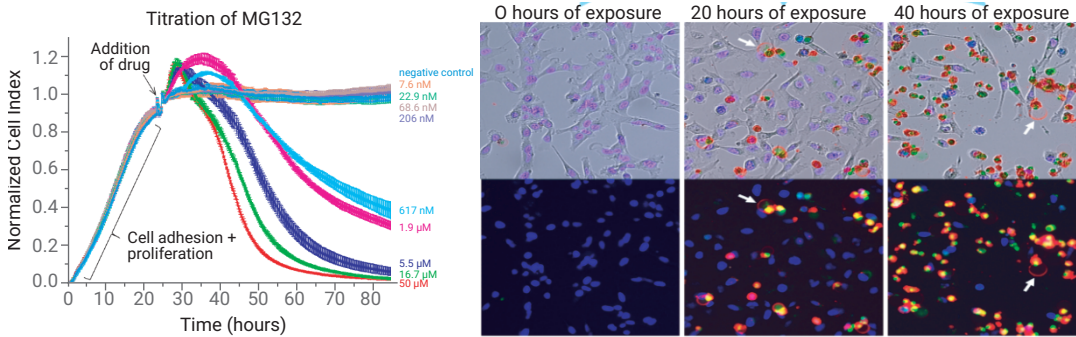 Titration of MG132
Normalized Cell Index
1.2
1.0
0.8
0.6
0.4
0.2
0.0
Addition
of drug
Cell adhesion +
proliferation
negative control
7.6 nM
22.9 nM
68.6 nM
206 nM
617 nM
1.9 µM
5.5 µM
16.7 µM
50 µM
0 10 20 30 40 50 60 70 80
Time (hours)
O hours of exposure
20 hours of exposure
40 hours of exposure